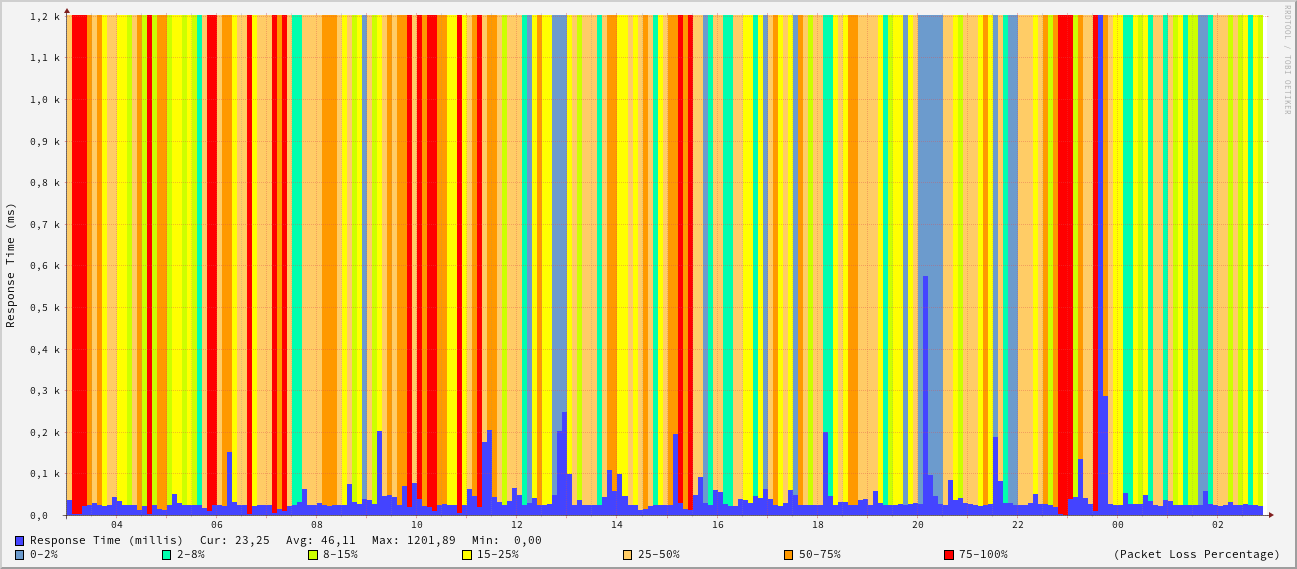 1,2 k
1,1 k
1,0 k
0,9 k
0,8 k
0,7 k
0,6 k
0,5 k
0,4 k
0,3 k
0,2 k
0,1 k
0,0
Response Time (ms)
RRDTOOL / TOBI OETIKER
04 06 08 10 12 14 16 18 20 22 00 02
Response Time (millis) Cur: 23,25 Avg: 46,11 Max: 1201,89 Min: 0,00
0-2% 2-8% 8-15% 15-25% 25-50% 50-75% 75-100% (Packet Loss Percentage)